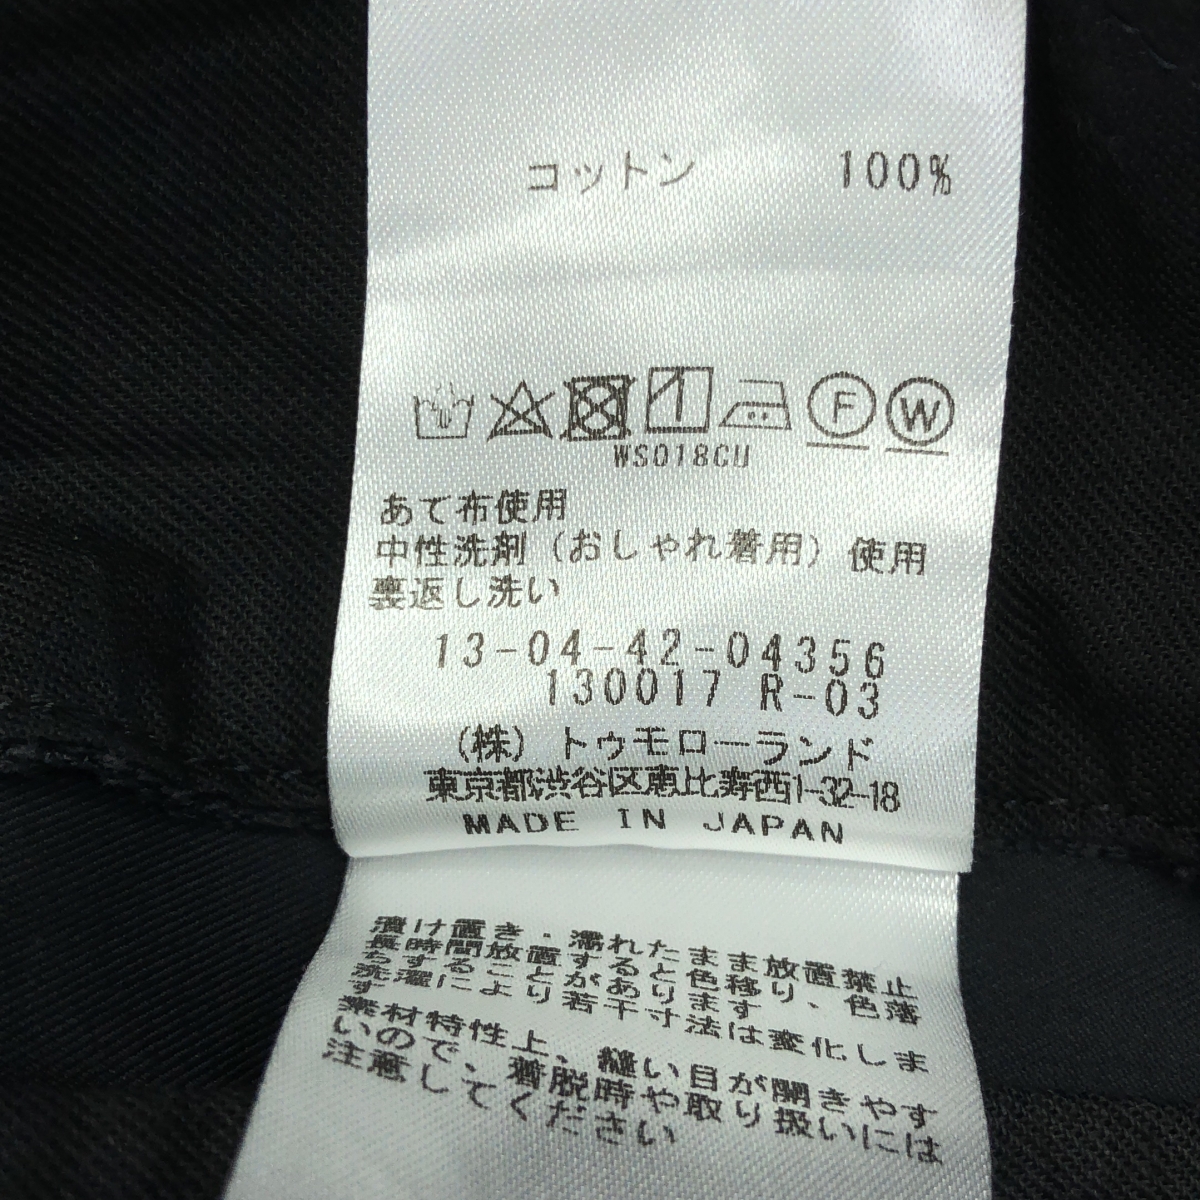 コットン 100%
F W
WS018CU
あて布使用
中性洗剤(おしゃれ着用)使用
裏返し洗い
13-04-42-04356
130017 R-03
(株)トゥモローランド
東京都渋谷区恵比寿西1-32-18
MADE IN JAPAN
漬け置き・濡れたまま放置禁止
長時間放置すると色移り、色落
ちすることがあります
洗濯により若干寸法は変化しま
す
素材特性上、縫い目が開きやす
いので、着脱時や取り扱いには
注意してください